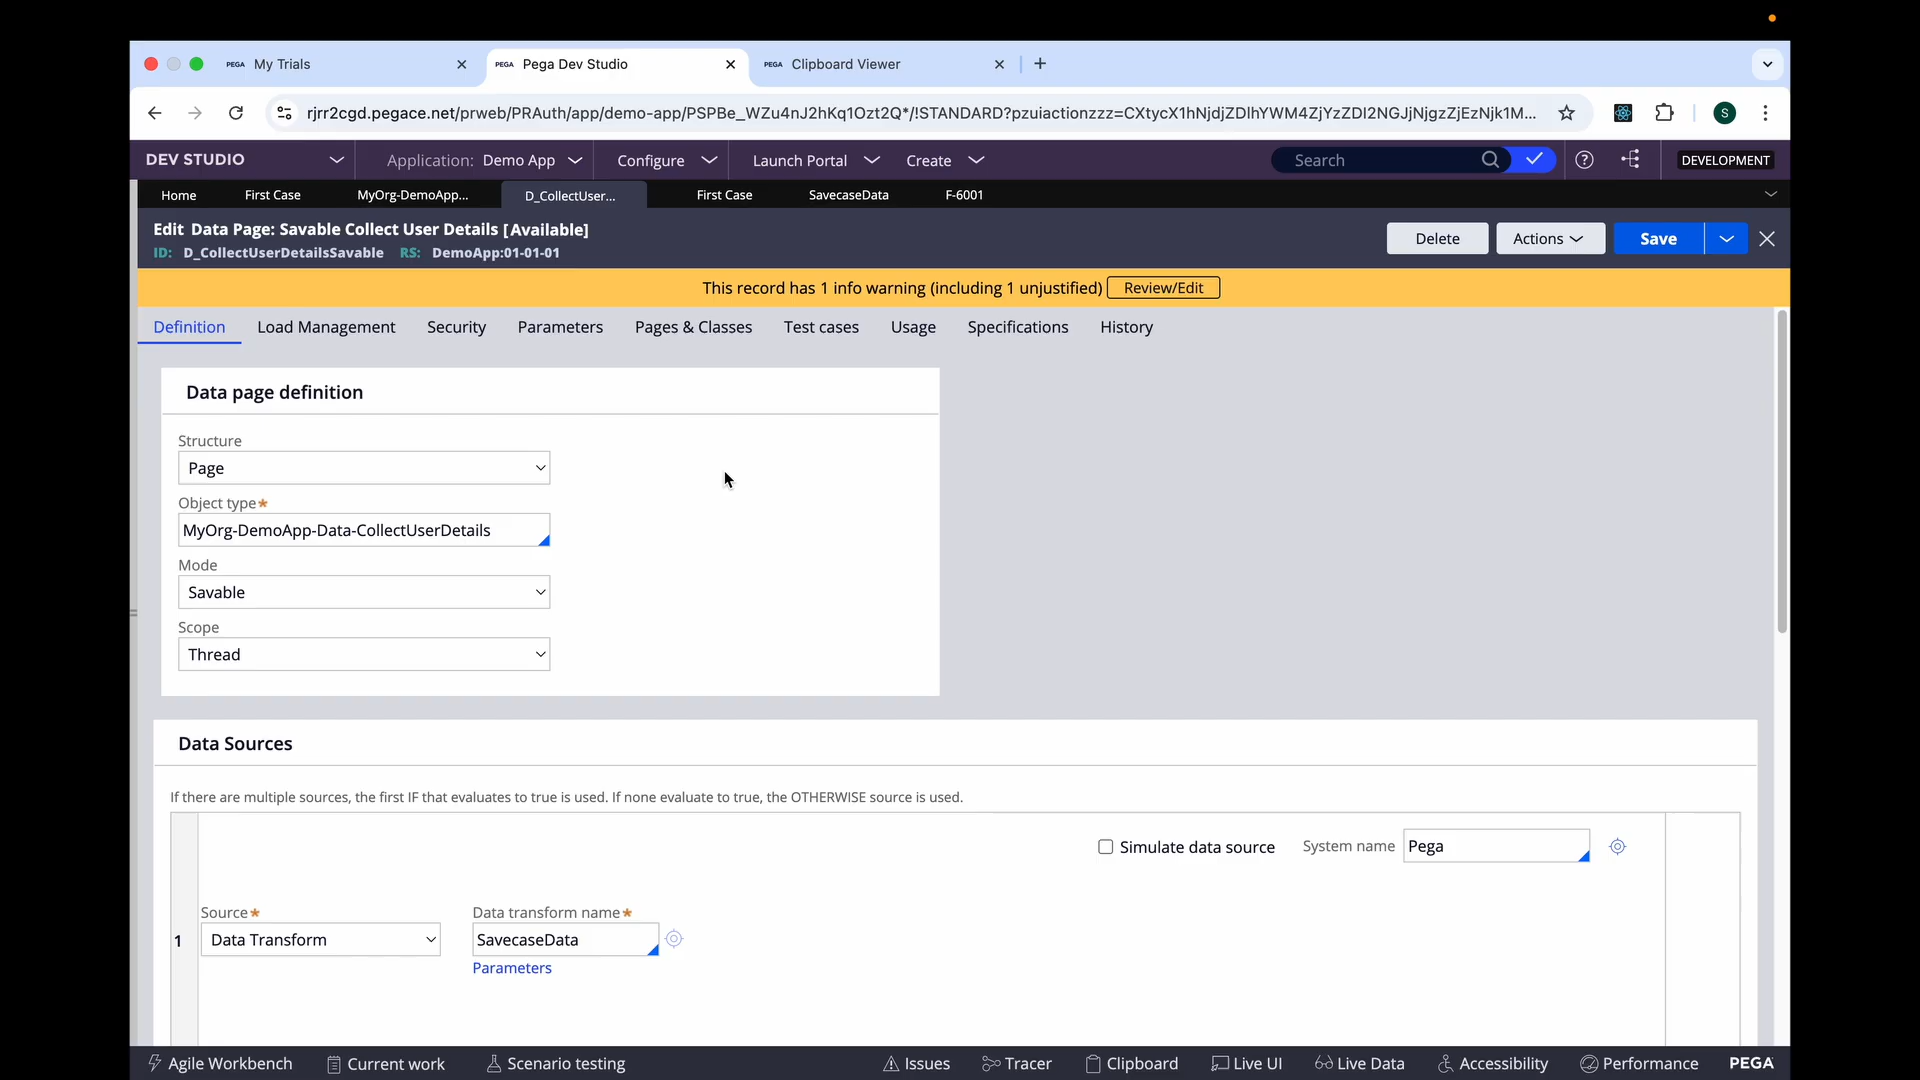 PEGA My Trials
PEGA Pega Dev Studio
PEGA Clipboard Viewer
rjrr2cgd.pegace.net/prweb/PRAuth/app/demo-app/PSPBe_WZu4nJ2hKq1Ozt2Q*/!STANDARD?pzuiactionzzz=CXtycX1hNjdjZDlhYWM4ZjYzZDI2NGJjNjgzZjEzNjk1M...
S
DEV STUDIO
Application: Demo App
Configure
Launch Portal
Create
Search
DEVELOPMENT
Home
First Case
MyOrg-DemoApp...
D_CollectUser...
First Case
SavecaseData
F-6001
Edit Data Page: Savable Collect User Details [Available]
ID: D_CollectUserDetailsSavable RS: DemoApp:01-01-01
Delete
Actions
Save
This record has 1 info warning (including 1 unjustified) Review/Edit
Definition
Load Management
Security
Parameters
Pages & Classes
Test cases
Usage
Specifications
History
Data page definition
Structure
Page
Object type*
MyOrg-DemoApp-Data-CollectUserDetails
Mode
Savable
Scope
Thread
Data Sources
If there are multiple sources, the first IF that evaluates to true is used. If none evaluate to true, the OTHERWISE source is used.
Simulate data source
System name
Pega
Source*
Data transform name*
1
Data Transform
SavecaseData
Parameters
Agile Workbench
Current work
Scenario testing
Issues
Tracer
Clipboard
Live UI
Live Data
Accessibility
Performance
PEGA